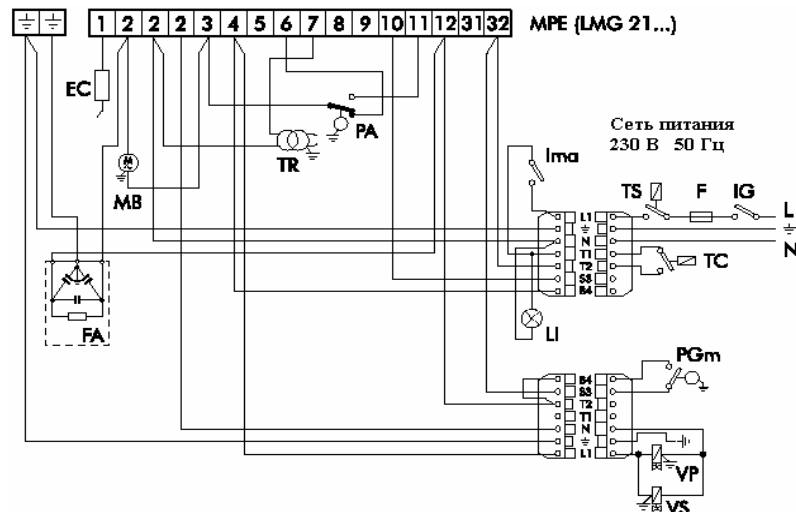 1 2 2 2 3 4 5 6 7 8 9 10 11 12 31 32 MPE (LMG 21...)
EC
PA
TR
MB
FA
Ima
Сеть питания
230 В 50 Гц
TS F IG L
N
TC
L1
N
T1
T2
S3
B4
LI
PGm
B4
S3
T2
T1
N
L1
VP
VS